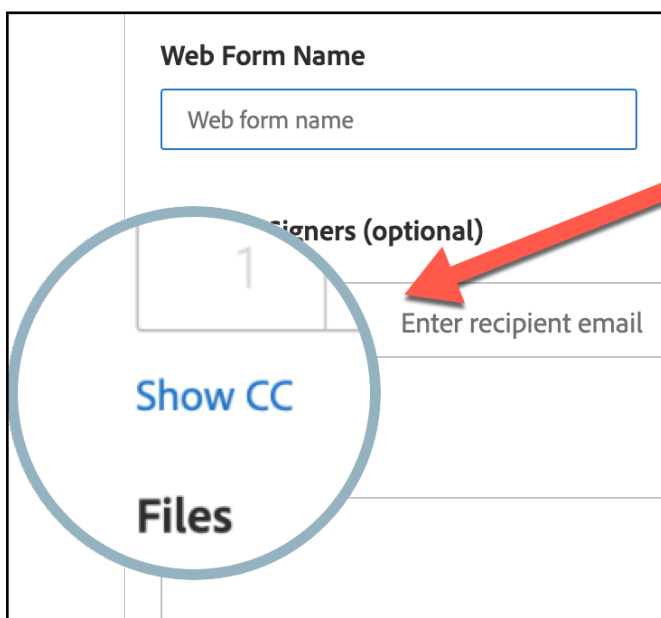 Web Form Name
Web form name
Signers (optional)
1
Enter recipient email
Show CC
Files